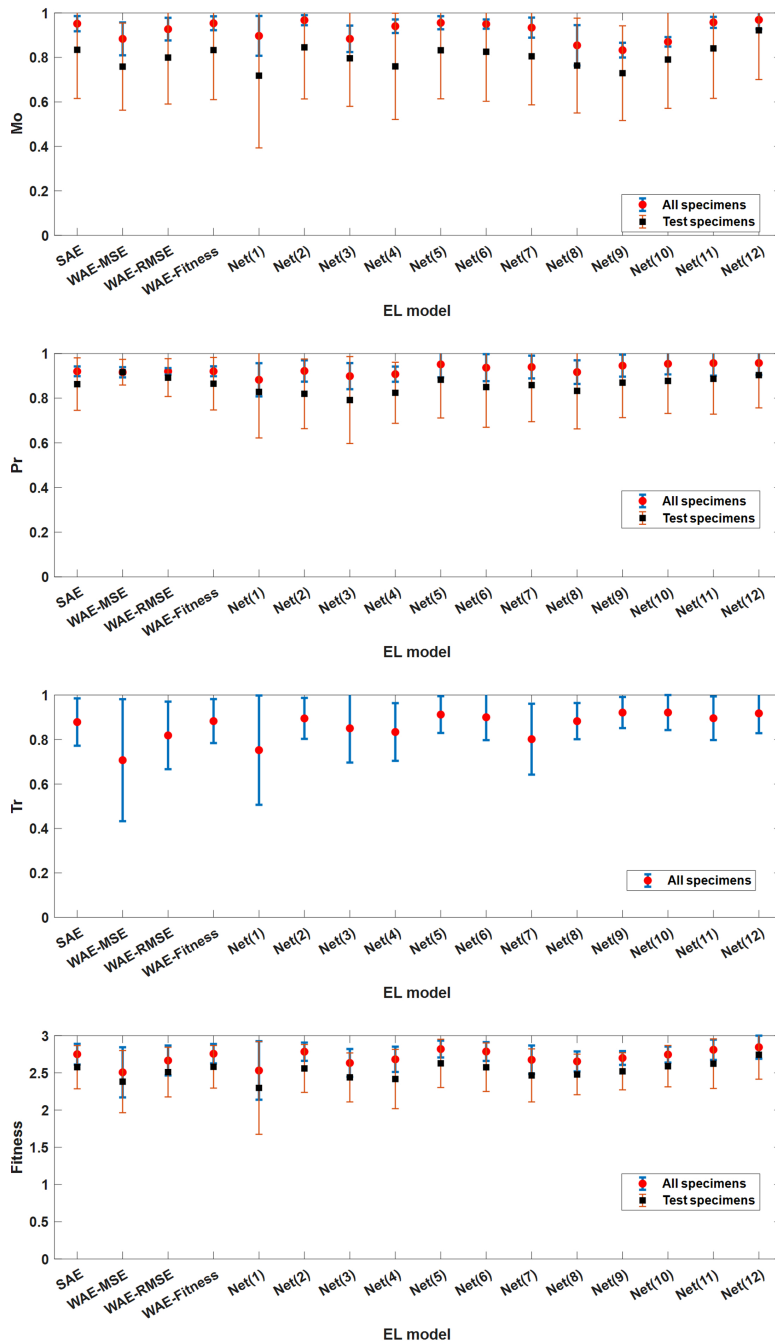 1
0.8
0.6
0.4
0.2
0
Mo
All specimens
Test specimens
SAE
WAE-MSE
WAE-RMSE
WAE-Fitness
Net(1)
Net(2)
Net(3)
Net(4)
Net(5)
Net(6)
Net(7)
Net(8)
Net(9)
Net(10)
Net(11)
Net(12)
EL model
1
0.8
0.6
0.4
0.2
0
Pr
All specimens
Test specimens
SAE
WAE-MSE
WAE-RMSE
WAE-Fitness
Net(1)
Net(2)
Net(3)
Net(4)
Net(5)
Net(6)
Net(7)
Net(8)
Net(9)
Net(10)
Net(11)
Net(12)
EL model
1
0.8
0.6
0.4
0.2
0
Tr
All specimens
SAE
WAE-MSE
WAE-RMSE
WAE-Fitness
Net(1)
Net(2)
Net(3)
Net(4)
Net(5)
Net(6)
Net(7)
Net(8)
Net(9)
Net(10)
Net(11)
Net(12)
EL model
3
2.5
2
1.5
1
0.5
0
Fitness
All specimens
Test specimens
SAE
WAE-MSE
WAE-RMSE
WAE-Fitness
Net(1)
Net(2)
Net(3)
Net(4)
Net(5)
Net(6)
Net(7)
Net(8)
Net(9)
Net(10)
Net(11)
Net(12)
EL model